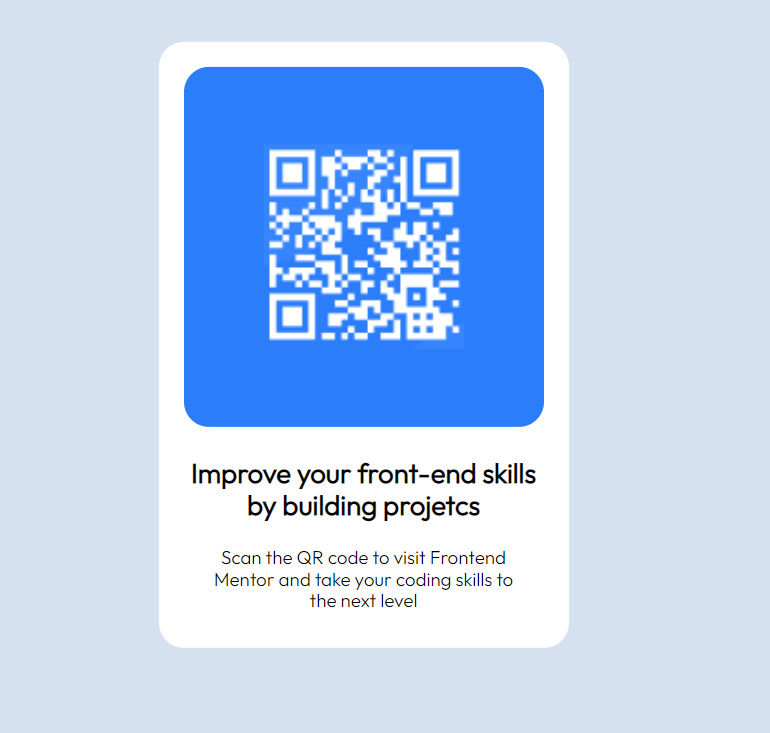 Improve your front-end skills
by building projetcs
Scan the QR code to visit Frontend
Mentor and take your coding skills to
the next level